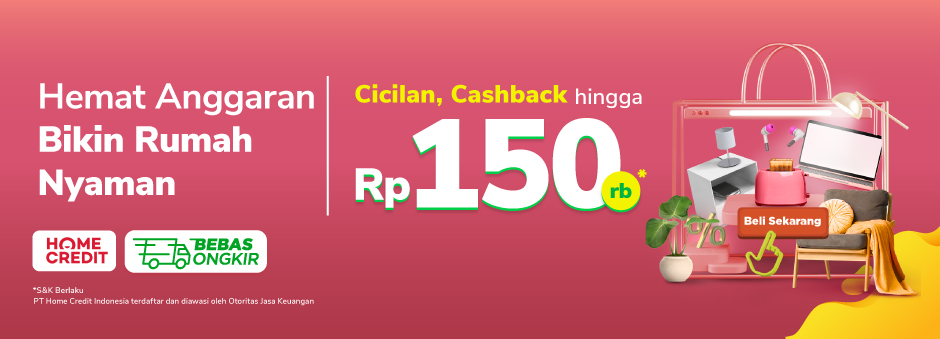 Hemat Anggaran
Bikin Rumah
Nyaman
Cicilan, Cashback hingga
Rp150rb*
HOME
CREDIT
BEBAS
ONGKIR
Beli Sekarang
*S&K Berlaku
PT Home Credit Indonesia terdaftar dan diawasi oleh Otoritas Jasa Keuangan